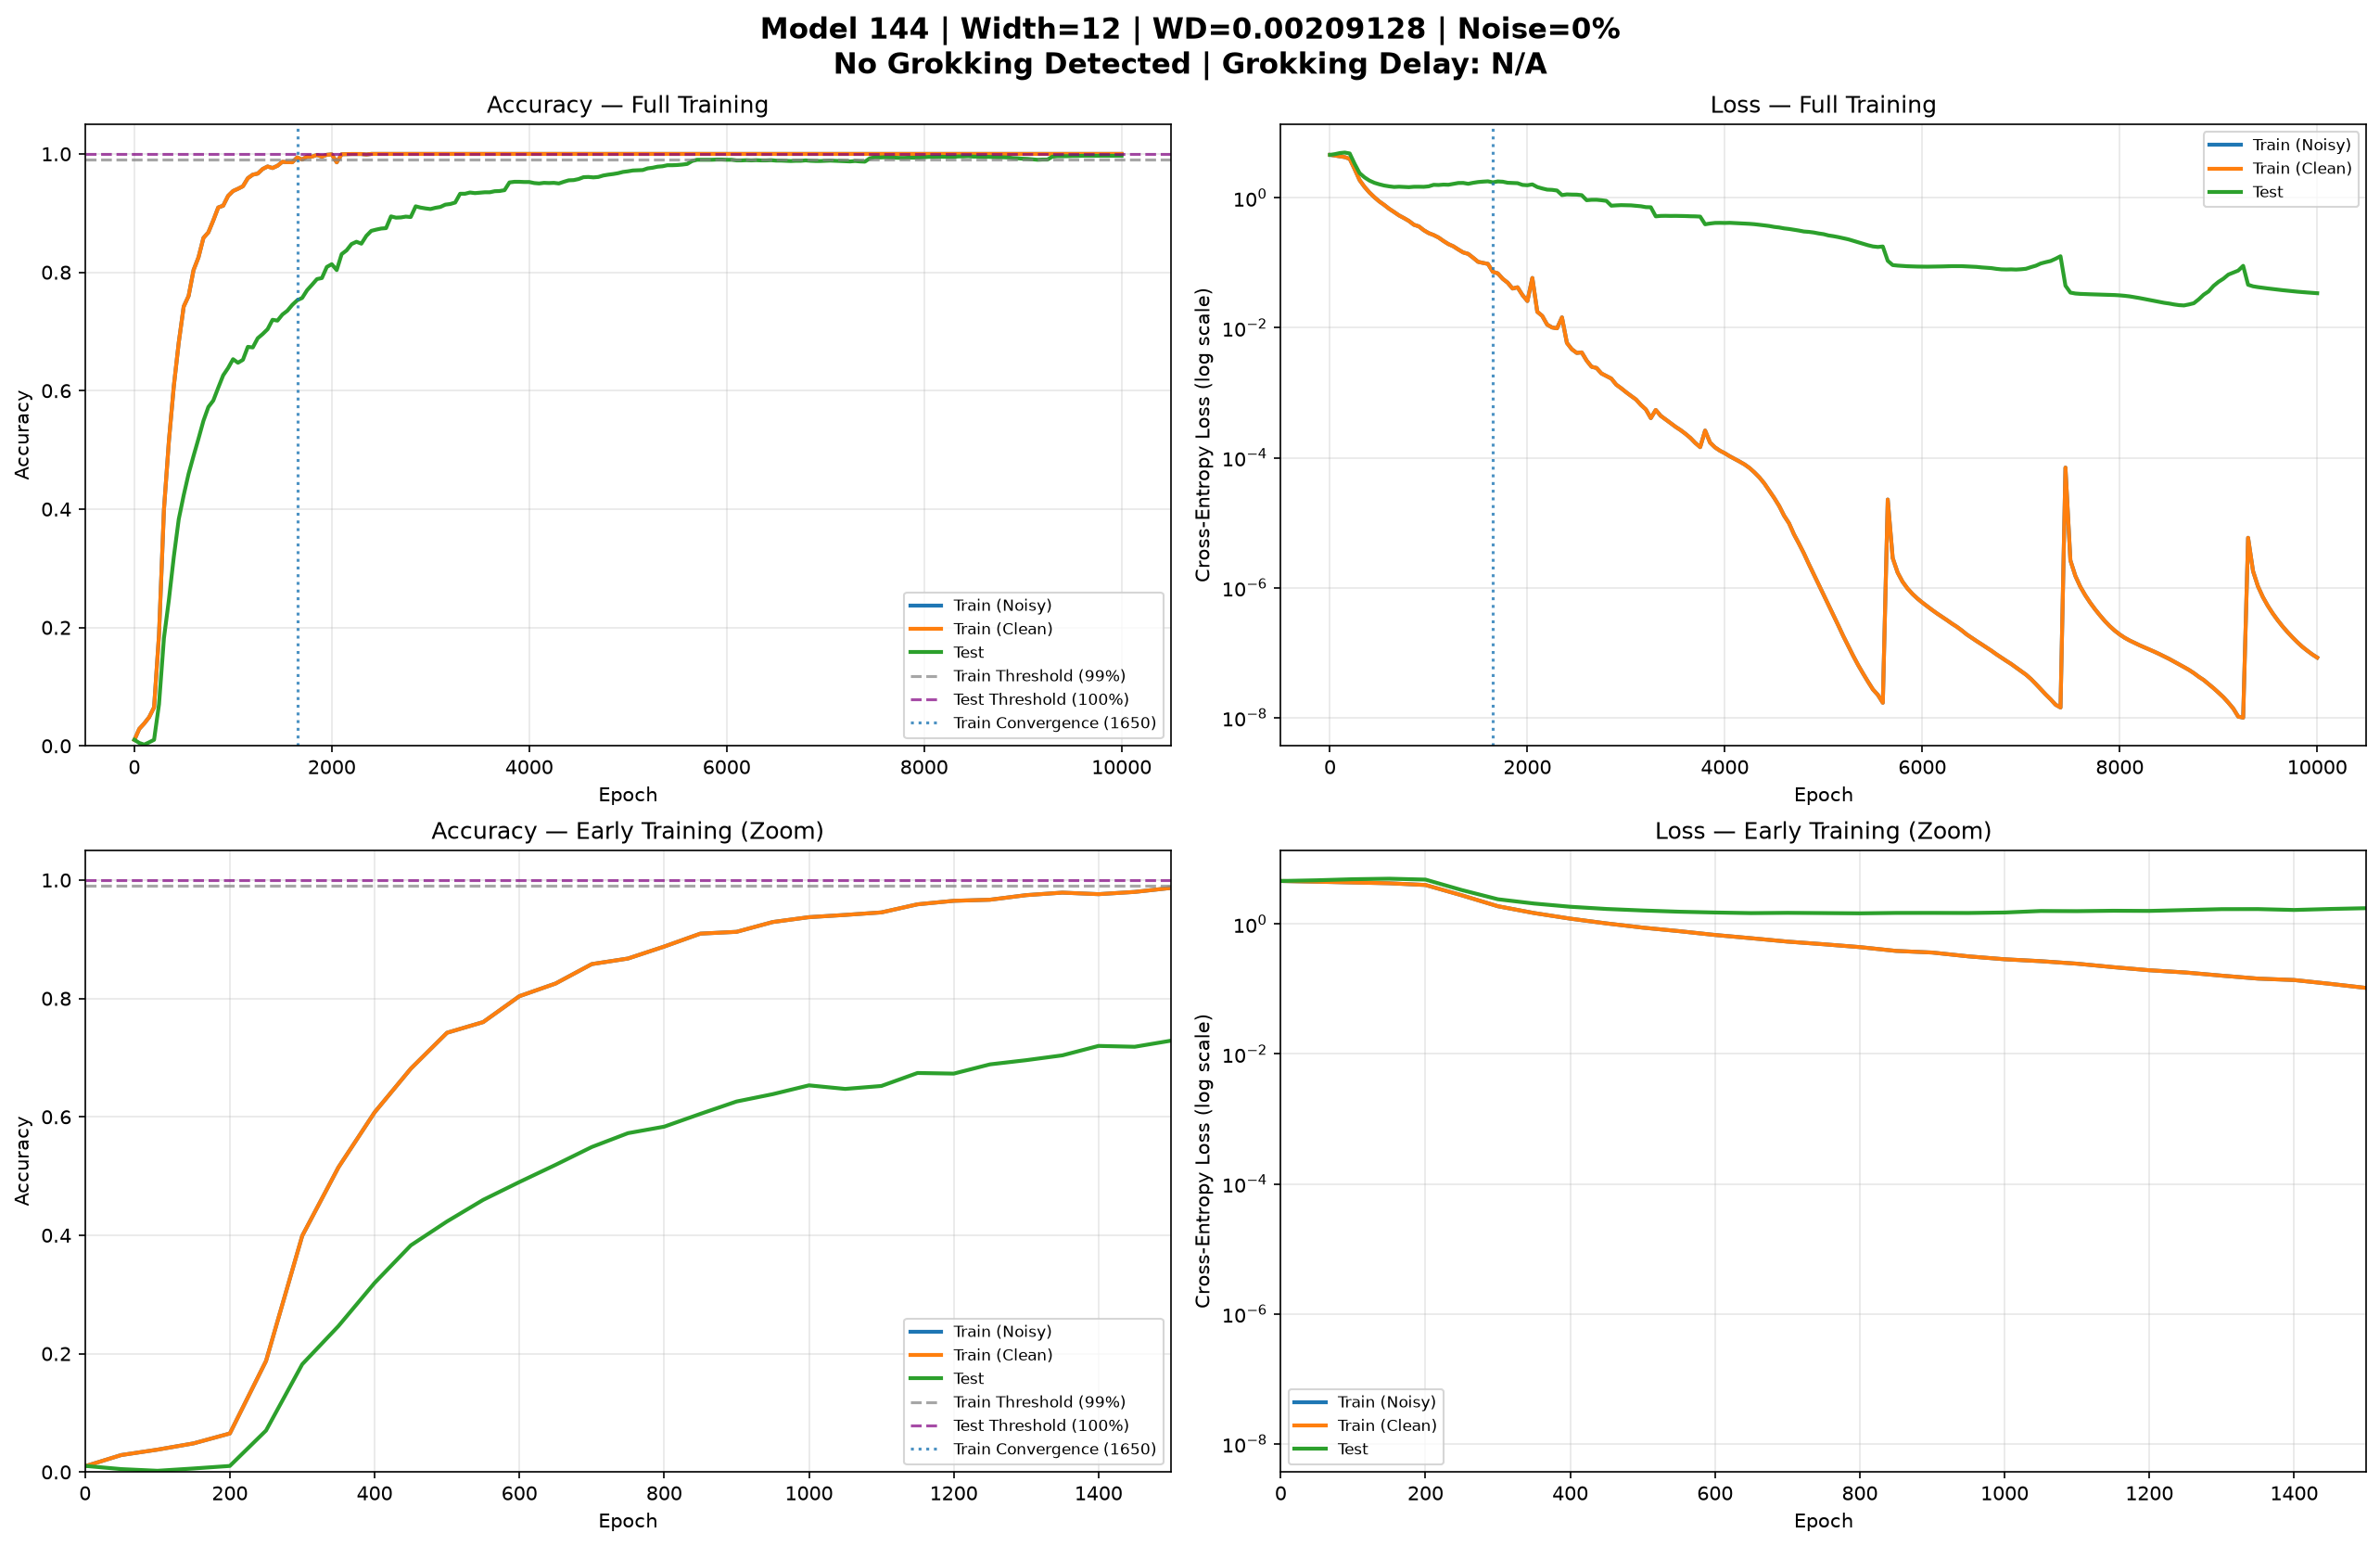 Model 144 | Width=12 | WD=0.00209128 | Noise=0%
No Grokking Detected | Grokking Delay: N/A
Accuracy — Full Training
1.0
0.8
0.6
0.4
0.2
0.0
Accuracy
0 2000 4000 6000 8000 10000
Epoch
Train (Noisy)
Train (Clean)
Test
Train Threshold (99%)
Test Threshold (100%)
Train Convergence (1650)
Loss — Full Training
10⁰
10⁻²
10⁻⁴
10⁻⁶
10⁻⁸
Cross-Entropy Loss (log scale)
0 2000 4000 6000 8000 10000
Epoch
Train (Noisy)
Train (Clean)
Test
Accuracy — Early Training (Zoom)
1.0
0.8
0.6
0.4
0.2
0.0
Accuracy
0 200 400 600 800 1000 1200 1400
Epoch
Train (Noisy)
Train (Clean)
Test
Train Threshold (99%)
Test Threshold (100%)
Train Convergence (1650)
Loss — Early Training (Zoom)
10⁰
10⁻²
10⁻⁴
10⁻⁶
10⁻⁸
Cross-Entropy Loss (log scale)
0 200 400 600 800 1000 1200 1400
Epoch
Train (Noisy)
Train (Clean)
Test